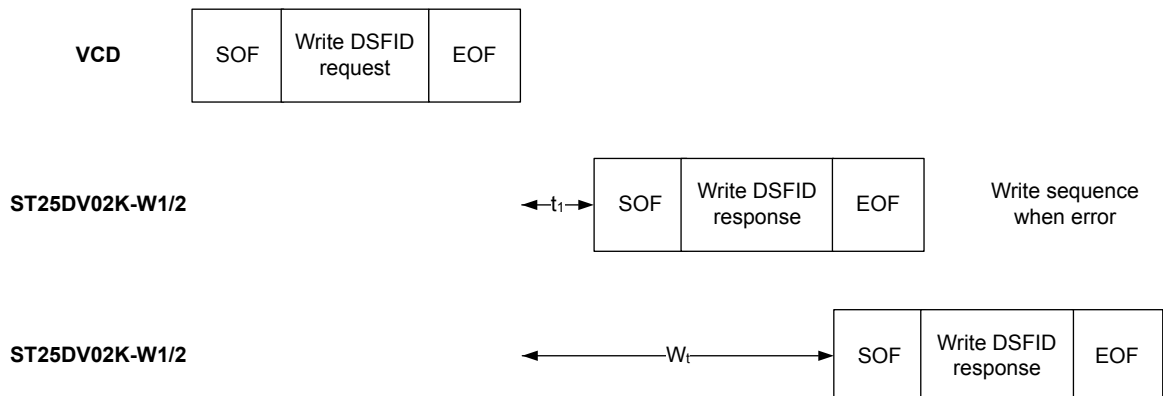 VCD
SOF
Write DSFID
request
EOF
ST25DV02K-W1/2
t1
SOF
Write DSFID
response
EOF
Write sequence
when error
ST25DV02K-W1/2
Wt
SOF
Write DSFID
response
EOF